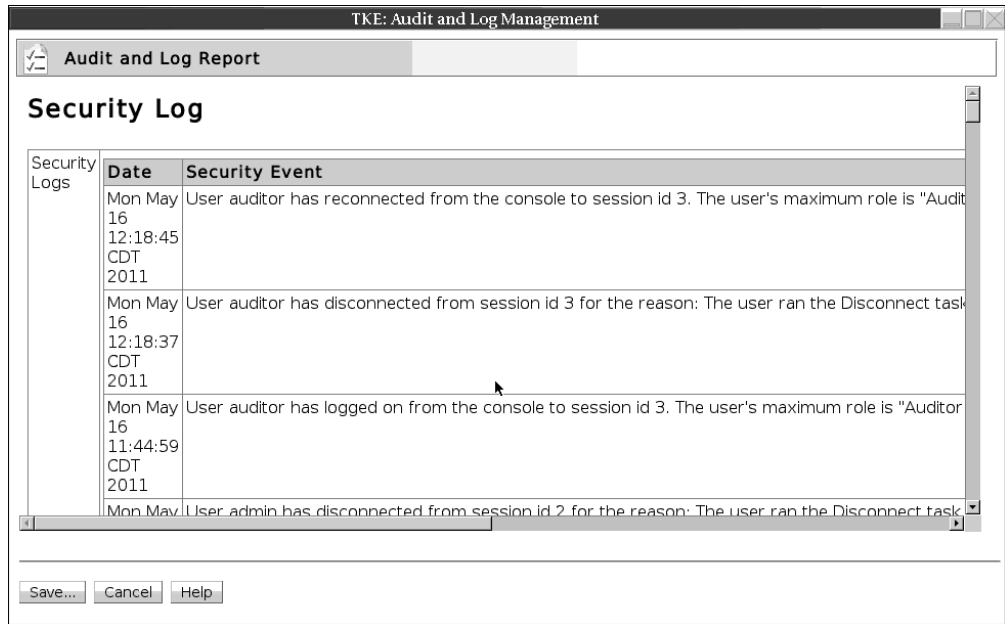 TKE: Audit and Log Management
Audit and Log Report
Security Log
Security
Logs
Date
Security Event
Mon May
16
12:18:45
CDT
2011
User auditor has reconnected from the console to session id 3. The user's maximum role is "Audit
Mon May
16
12:18:37
CDT
2011
User auditor has disconnected from session id 3 for the reason: The user ran the Disconnect task
Mon May
16
11:44:59
CDT
2011
User auditor has logged on from the console to session id 3. The user's maximum role is "Auditor
Mon May
User admin has disconnected from session id 2 for the reason: The user ran the Disconnect task
Save...
Cancel
Help